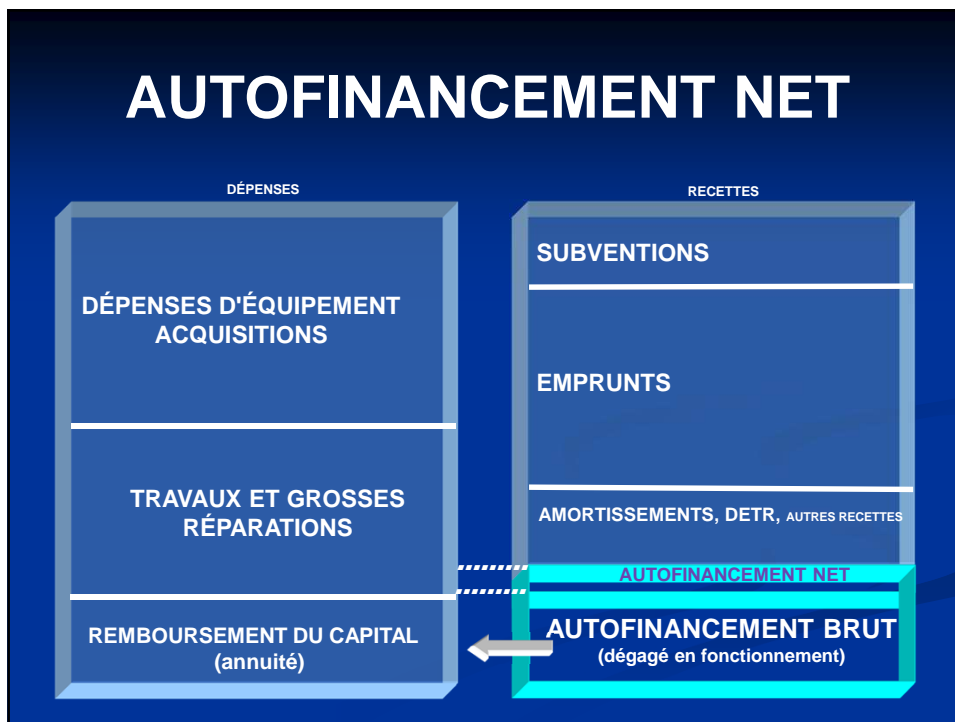 AUTOFINANCEMENT NET
DÉPENSES
DÉPENSES D'ÉQUIPEMENT
ACQUISITIONS
TRAVAUX ET GROSSES
RÉPARATIONS
REMBOURSEMENT DU CAPITAL
(annuité)
RECETTES
SUBVENTIONS
EMPRUNTS
AMORTISSEMENTS, DETR, AUTRES RECETTES
AUTOFINANCEMENT NET
AUTOFINANCEMENT BRUT
(dégagé en fonctionnement)